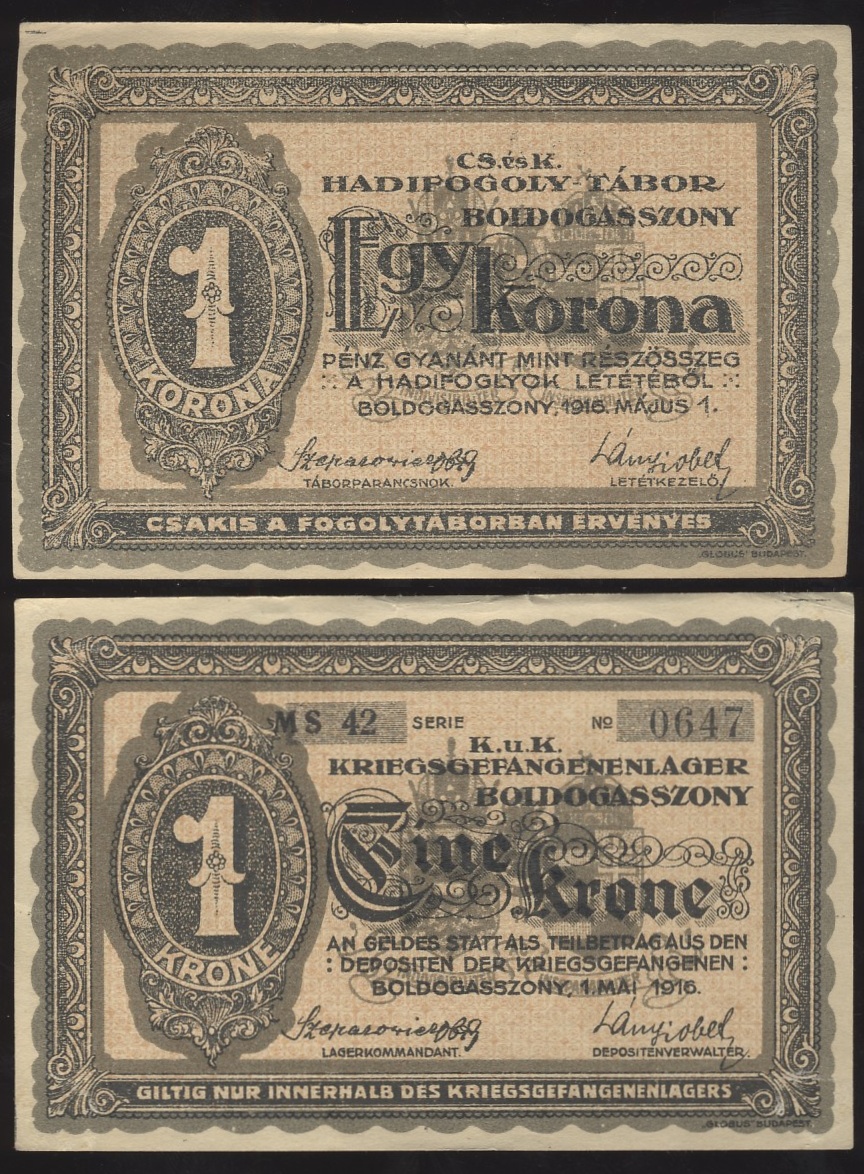 CS. és K.
HADIFOGOLY-TÁBOR
BOLDOGASSZONY
1
KORONA
Egy
korona
PÉNZ GYANÁNT MINT RÉSZÖSSZEG
:: A HADIFOGLYOK LETÉTÉBŐL ::
BOLDOGASSZONY, 1916. MÁJUS 1.
TÁBORPARANCSNOK.
LETÉTKEZELŐ.
CSAKIS A FOGOLYTÁBORBAN ÉRVÉNYES
„GLOBUS" BUDAPEST.
MS 42 SERIE No 0647
K.u.K.
KRIEGSGEFANGENENLAGER
BOLDOGASSZONY
1
KRONE
Eine
Krone
AN GELDES STATT ALS TEILBETRAG AUS DEN
: DEPOSITEN DER KRIEGSGEFANGENEN :
BOLDOGASSZONY, 1. MAI 1916.
LAGERKOMMANDANT.
DEPOSITENVERWALTER.
GILTIG NUR INNERHALB DES KRIEGSGEFANGENENLAGERS
„GLOBUS" BUDAPEST.